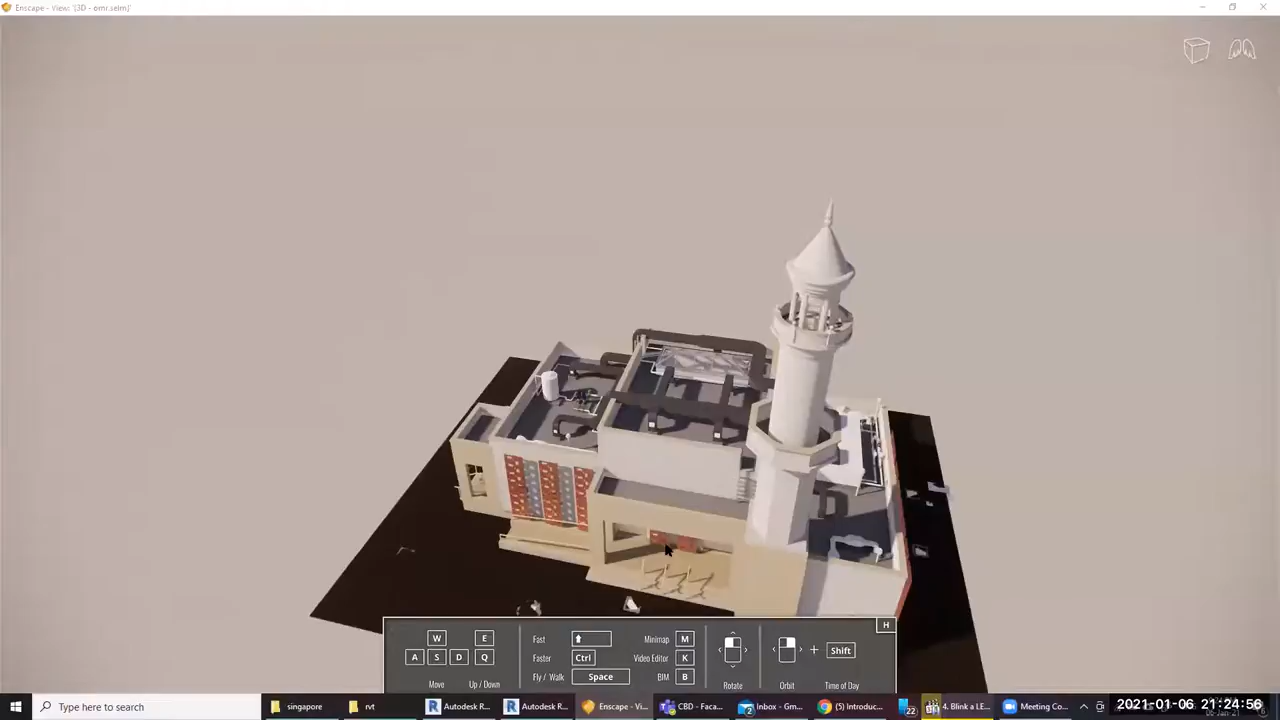 Enscape - View: '{3D - omr.selm}'
H
W E Fast Minimap M
A S D Q Faster Ctrl Video Editor K + Shift
Fly / Walk Space BIM B
Move Up / Down Rotate Orbit Time of Day
Type here to search singapore rvt Autodesk R... Autodesk R... Enscape - Vi... CBD - Faca... Inbox - Gm... (5) Introduc... 22 4. Blink a LE... Meeting Co... 2021-01-06 21:24:56